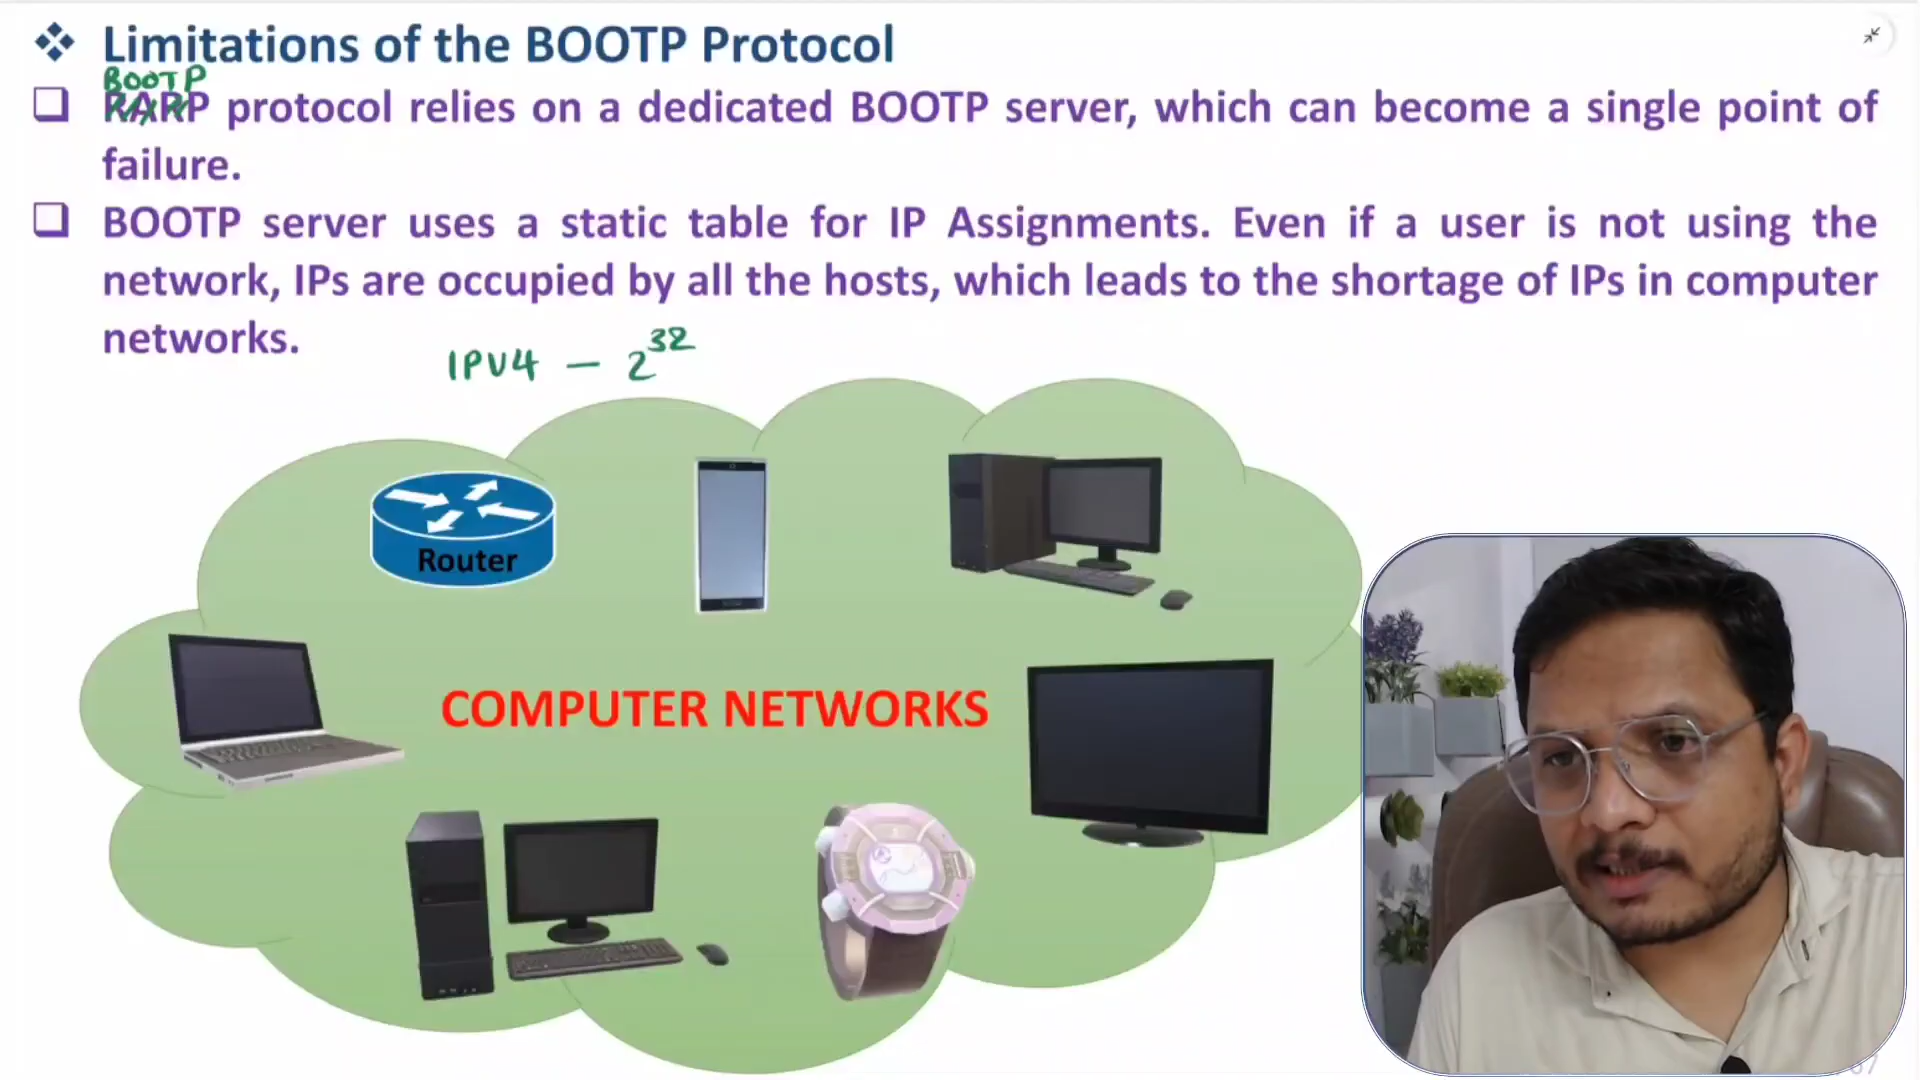 Limitations of the BOOTP Protocol
BOOTP
RARP protocol relies on a dedicated BOOTP server, which can become a single point of
failure.
BOOTP server uses a static table for IP Assignments. Even if a user is not using the
network, IPs are occupied by all the hosts, which leads to the shortage of IPs in computer
networks.
IPV4 - 2^32
Router
COMPUTER NETWORKS